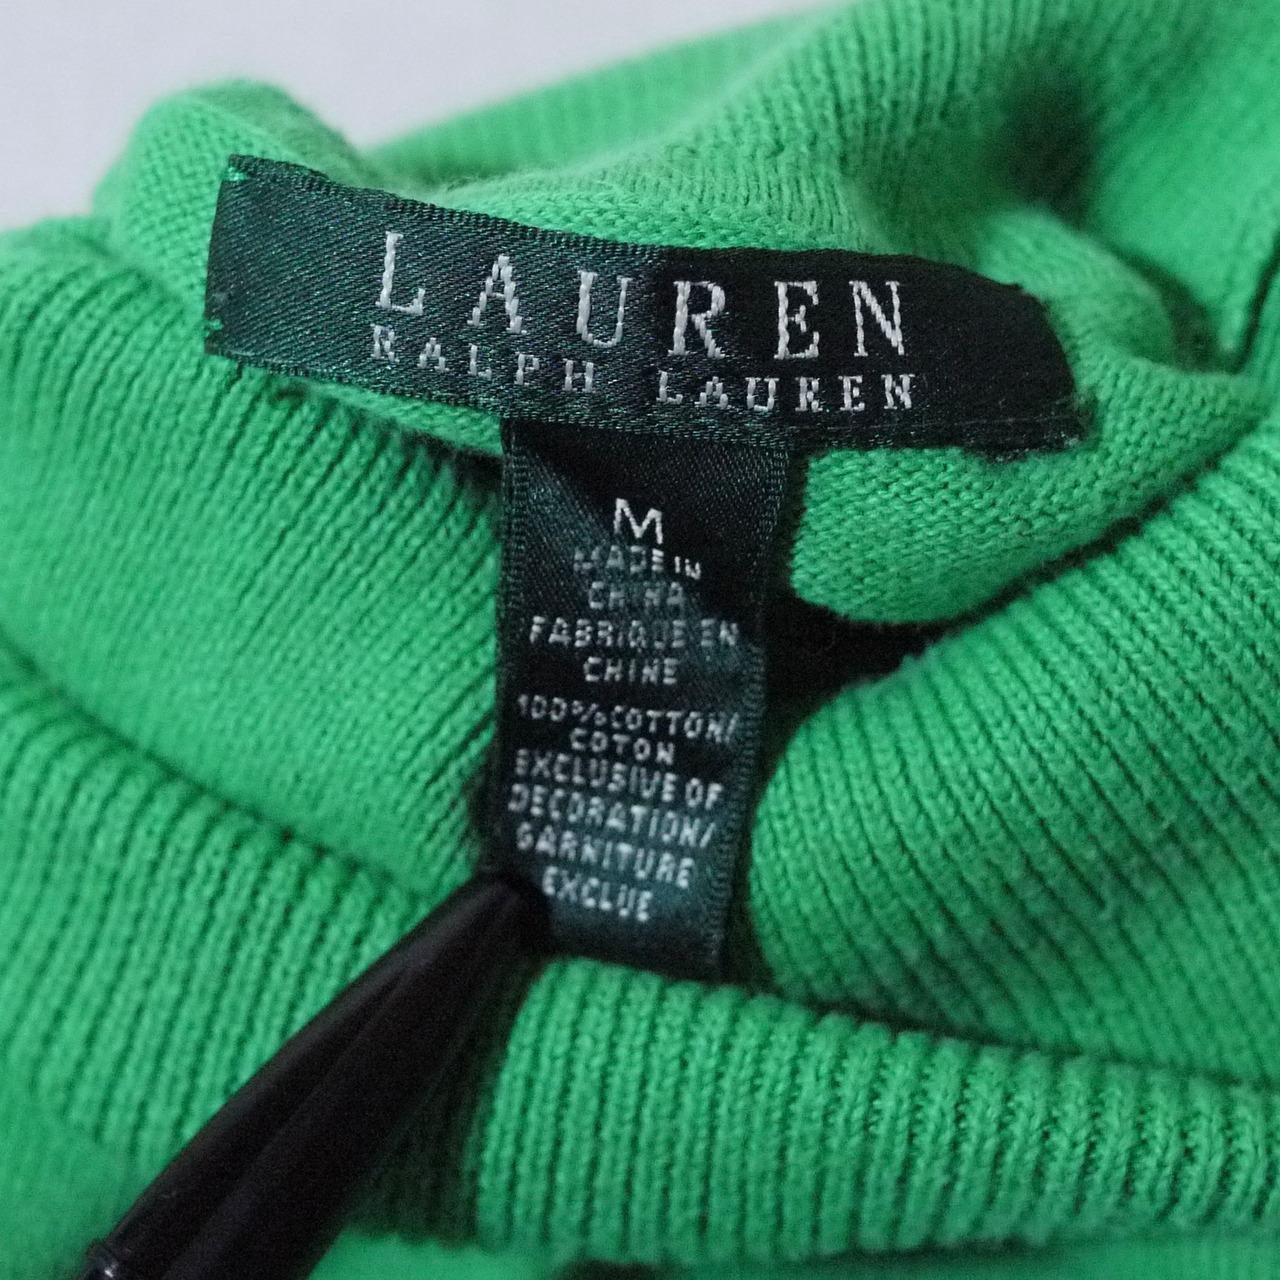 LAUREN
RALPH LAUREN
M
MADE IN
CHINA
FABRIQUE EN
CHINE
100% COTTON/
COTON
EXCLUSIVE OF
DECORATION/
GARNITURE
EXCLUE